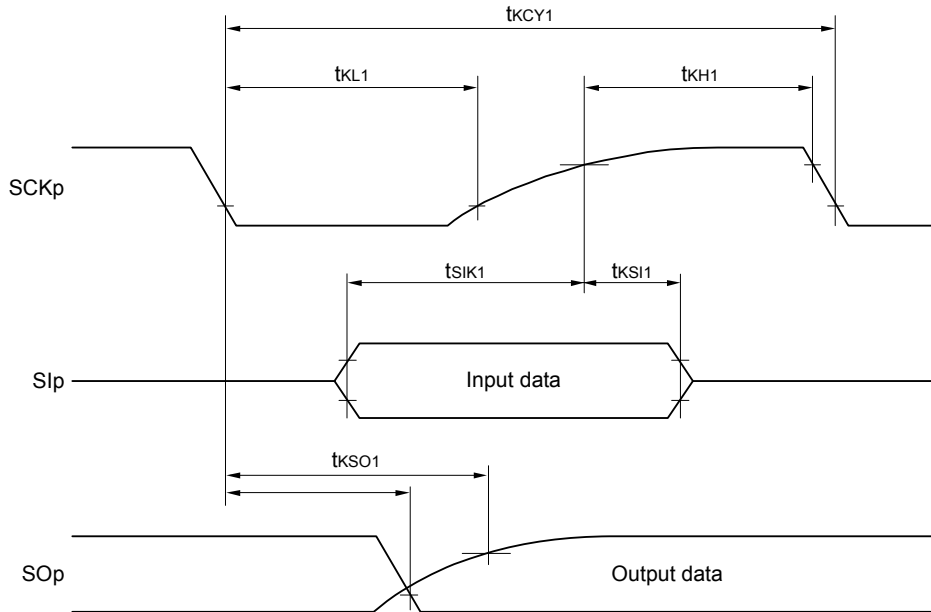 tKCY1
tKL1
tKH1
SCKp
tSIK1
tKSI1
SIp
Input data
tKSO1
SOp
Output data